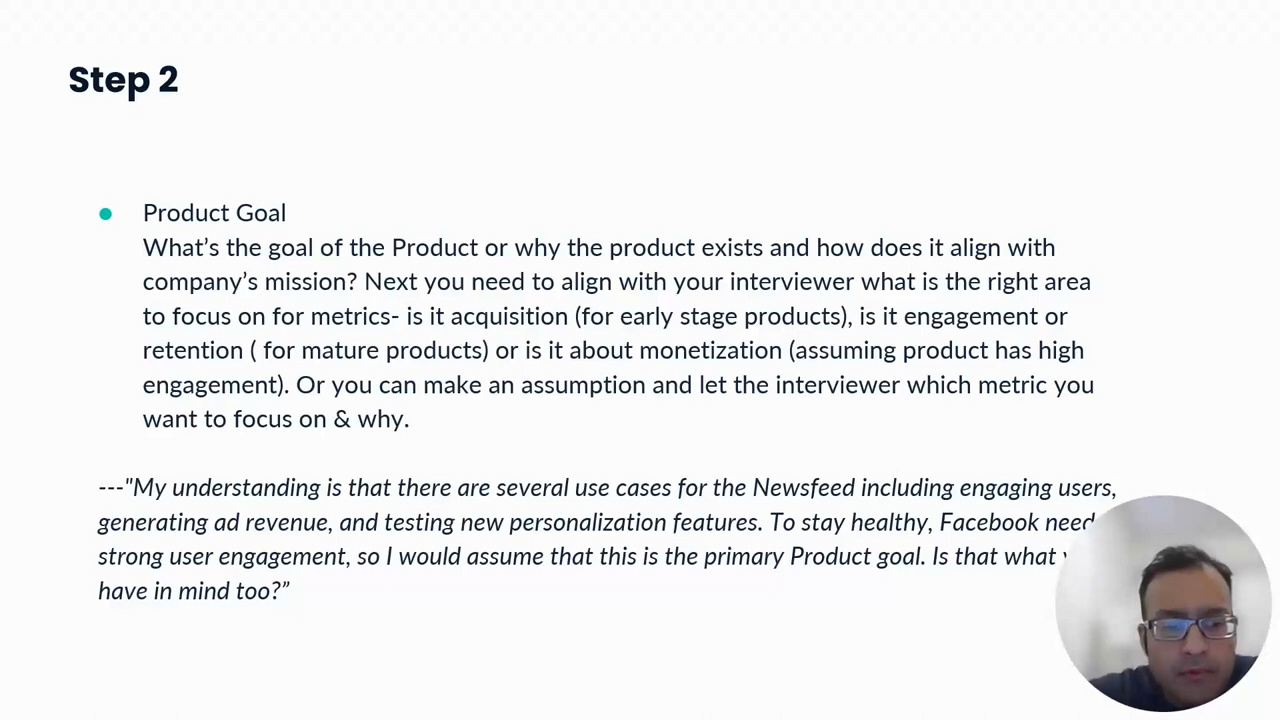 Step 2
Product Goal
What's the goal of the Product or why the product exists and how does it align with
company's mission? Next you need to align with your interviewer what is the right area
to focus on for metrics- is it acquisition (for early stage products), is it engagement or
retention ( for mature products) or is it about monetization (assuming product has high
engagement). Or you can make an assumption and let the interviewer which metric you
want to focus on & why.
---"My understanding is that there are several use cases for the Newsfeed including engaging users,
generating ad revenue, and testing new personalization features. To stay healthy, Facebook need
strong user engagement, so I would assume that this is the primary Product goal. Is that what
have in mind too?”